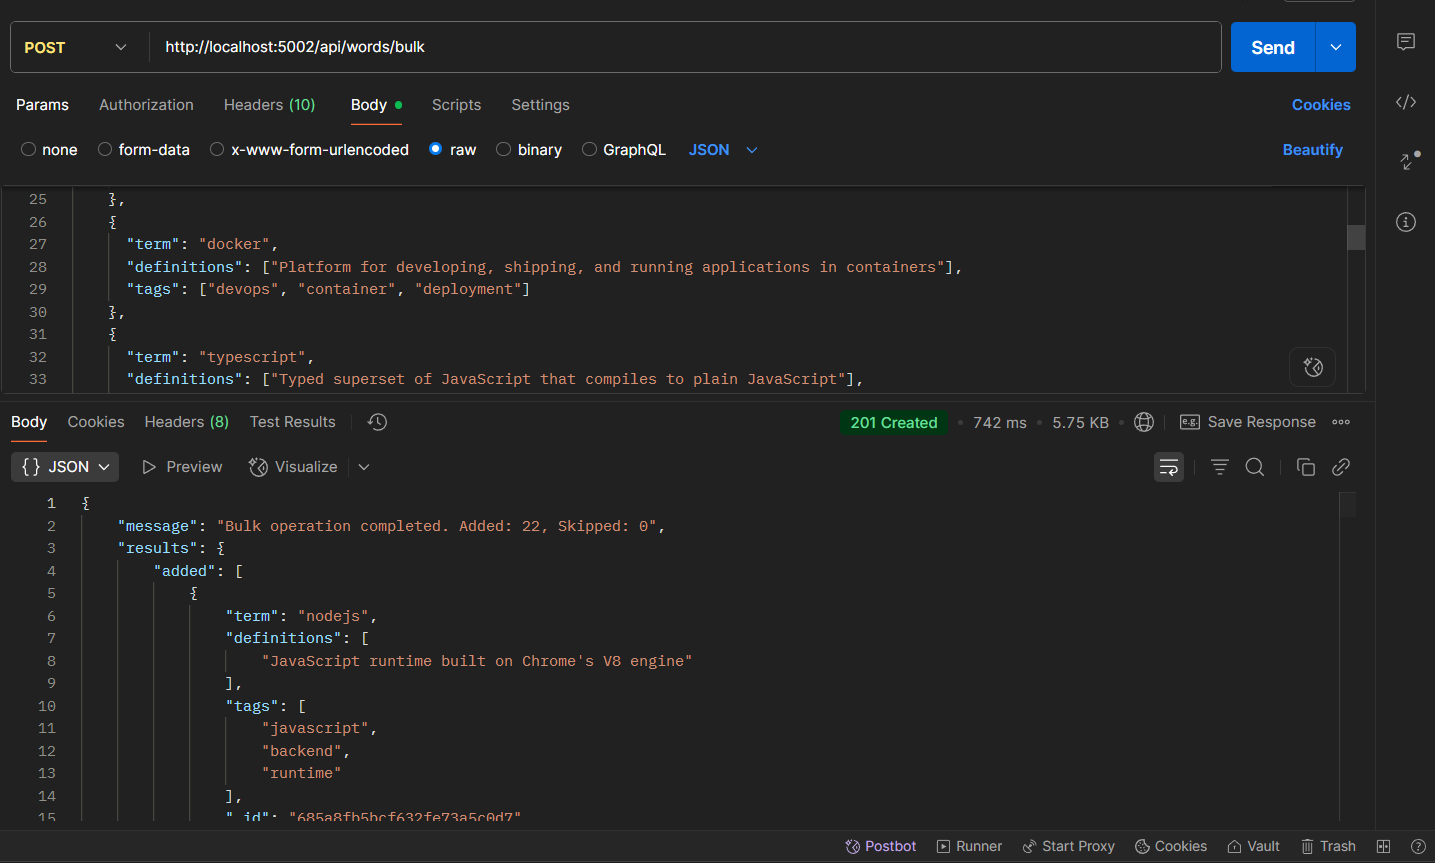 POST http://localhost:5002/api/words/bulk Send
Params Authorization Headers (10) Body Scripts Settings Cookies
none form-data x-www-form-urlencoded raw binary GraphQL JSON Beautify
25 },
26 {
27 "term": "docker",
28 "definitions": ["Platform for developing, shipping, and running applications in containers"],
29 "tags": ["devops", "container", "deployment"]
30 },
31 {
32 "term": "typescript",
33 "definitions": ["Typed superset of JavaScript that compiles to plain JavaScript"],
Body Cookies Headers (8) Test Results 201 Created 742 ms 5.75 KB e.g. Save Response
{} JSON Preview Visualize
1 {
2 "message": "Bulk operation completed. Added: 22, Skipped: 0",
3 "results": {
4 "added": [
5 {
6 "term": "nodejs",
7 "definitions": [
8 "JavaScript runtime built on Chrome's V8 engine"
9 ],
10 "tags": [
11 "javascript",
12 "backend",
13 "runtime"
14 ],
15 "_id": "685a8fb5bcf632fe73a5c0d7"
Postbot Runner Start Proxy Cookies Vault Trash